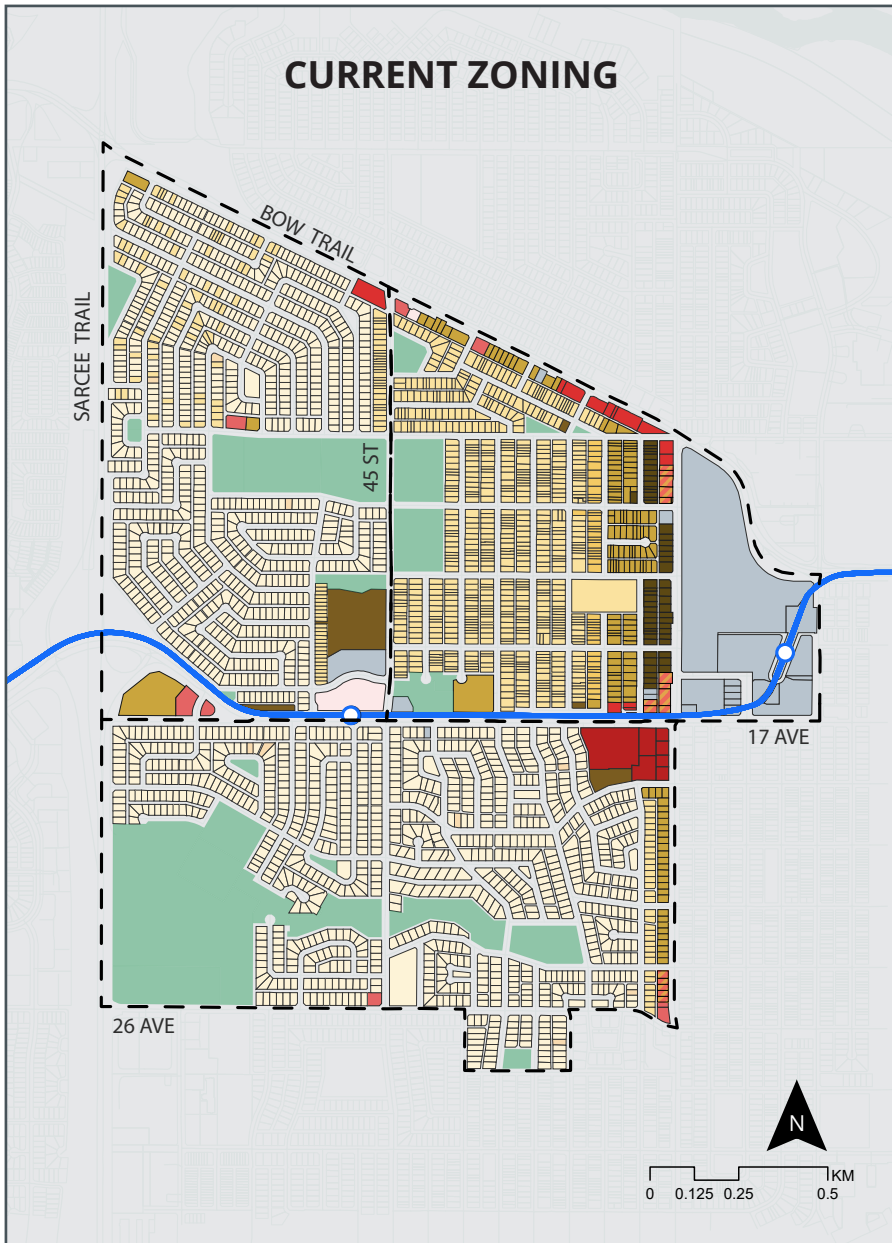 CURRENT ZONING
BOW TRAIL
SARCEE TRAIL
45 ST
17 AVE
26 AVE
N
KM
0 0.125 0.25 0.5